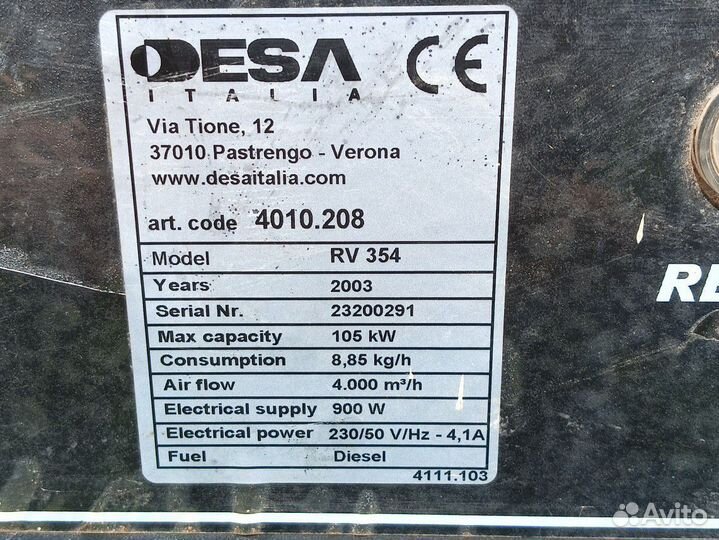 DESA CE
ITALIA
Via Tione, 12
37010 Pastrengo - Verona
www.desaitalia.com
art. code 4010.208
Model RV 354
Years 2003
Serial Nr. 23200291
Max capacity 105 kW
Consumption 8,85 kg/h
Air flow 4.000 m³/h
Electrical supply 900 W
Electrical power 230/50 V/Hz - 4,1A
Fuel Diesel
4111.103
RE
Avito